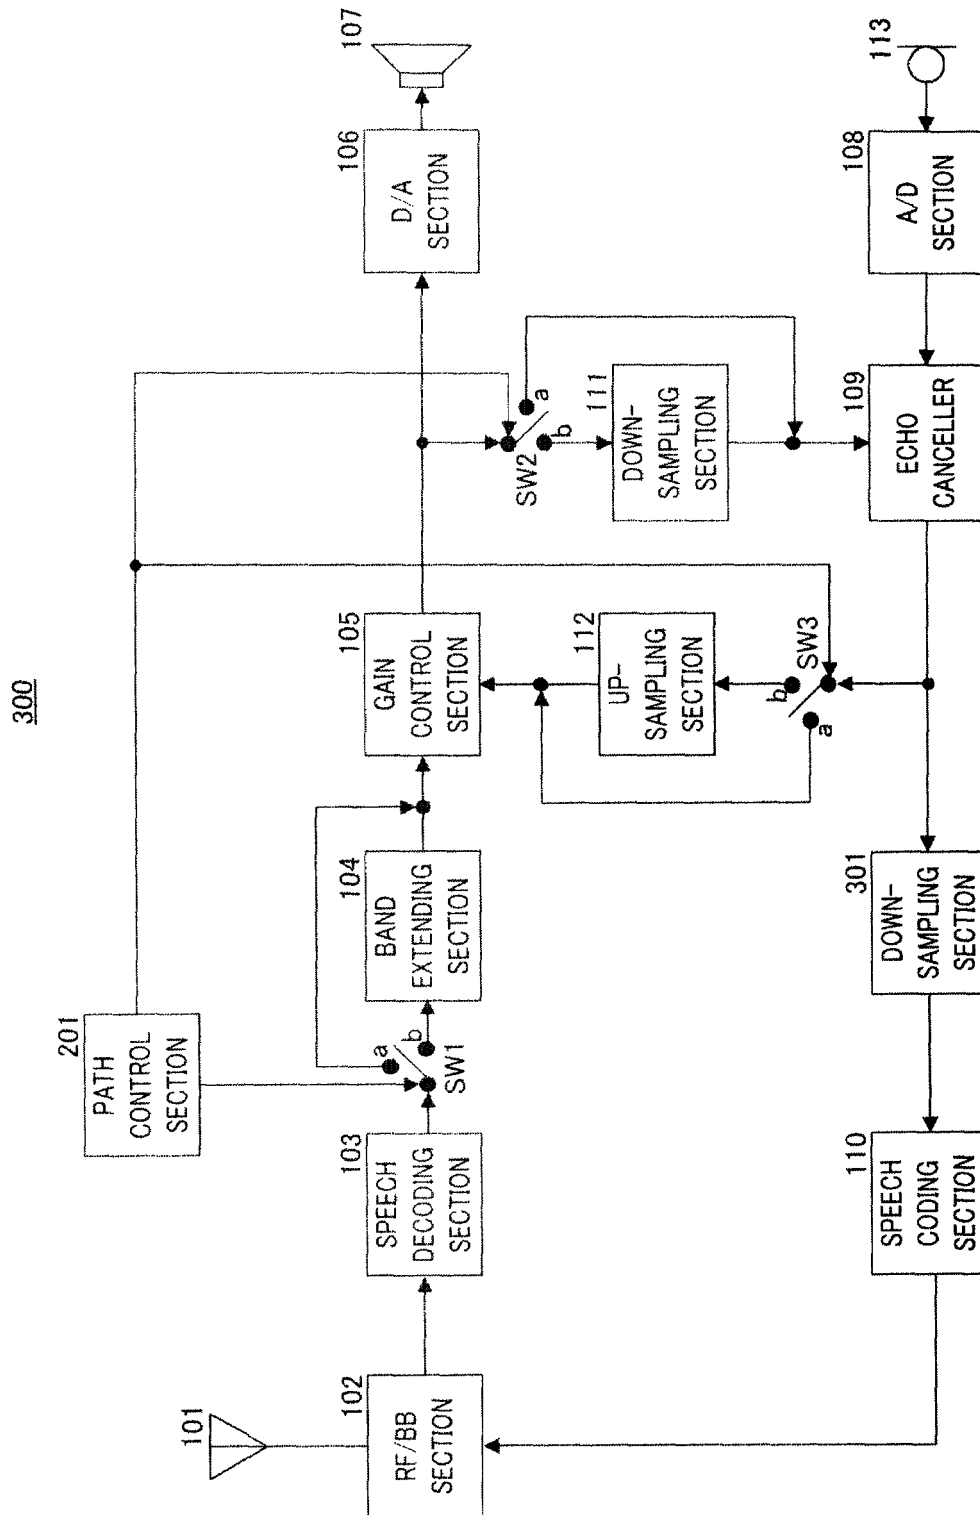 300
101
102
RF/BB
SECTION
103
SPEECH
DECODING
SECTION
201
PATH
CONTROL
SECTION
a
b
SW1
104
BAND
EXTENDING
SECTION
105
GAIN
CONTROL
SECTION
106
D/A
SECTION
107
SW2
a
b
111
DOWN-
SAMPLING
SECTION
112
UP-
SAMPLING
SECTION
SW3
b
a
110
SPEECH
CODING
SECTION
301
DOWN-
SAMPLING
SECTION
109
ECHO
CANCELLER
108
A/D
SECTION
113